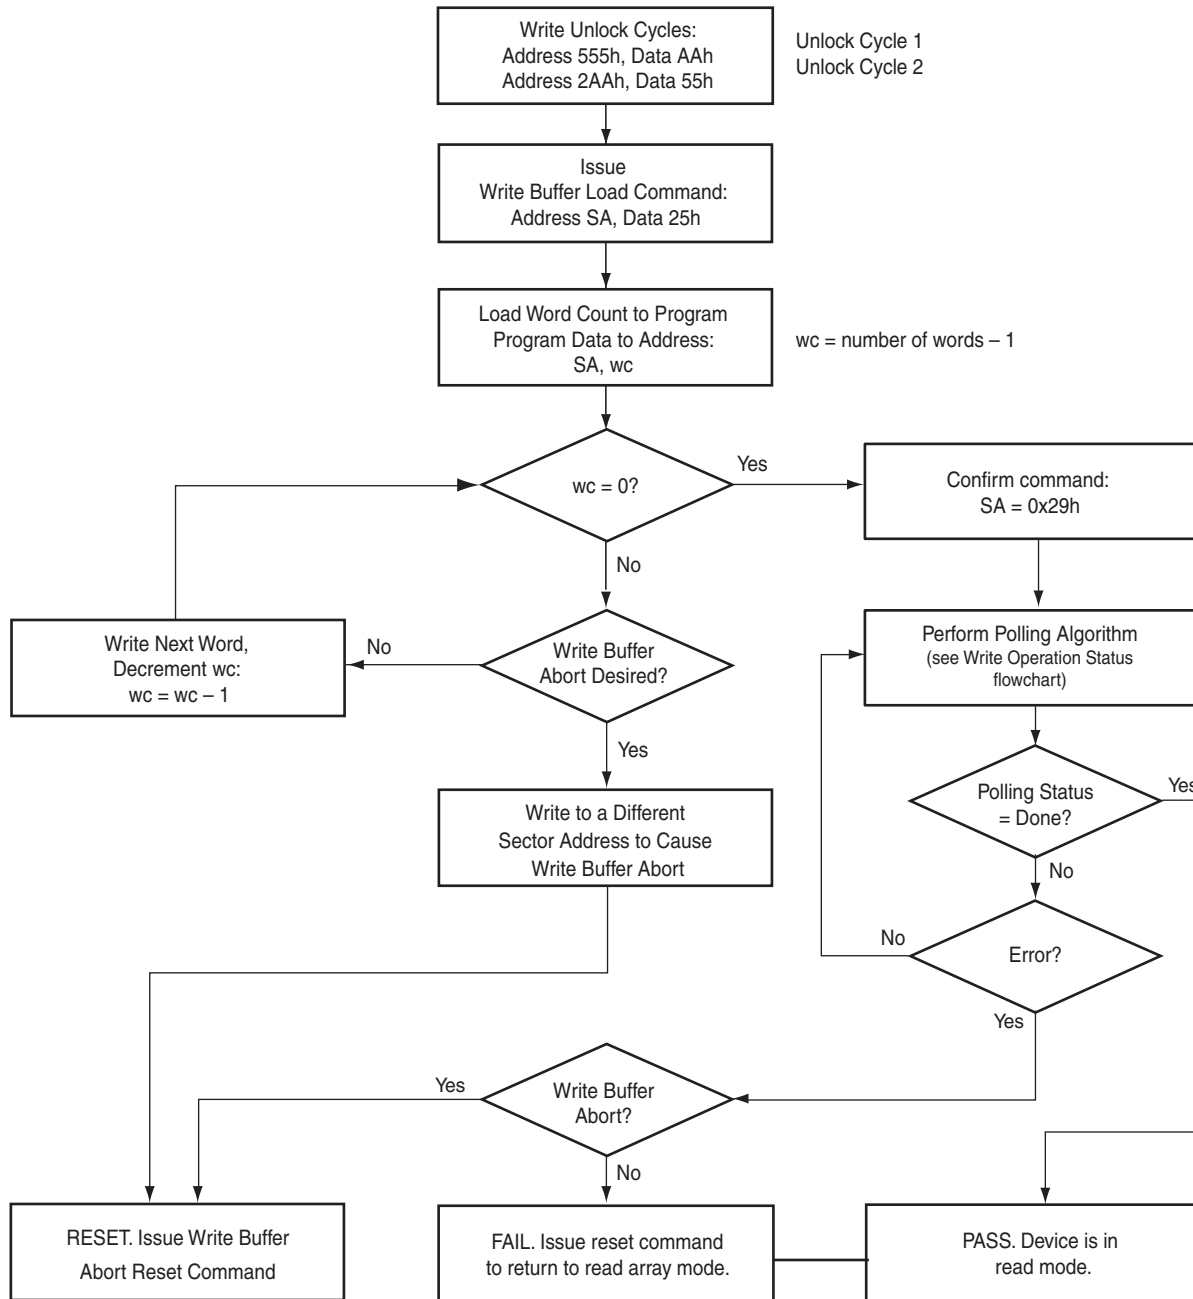 Write Unlock Cycles:
Address 555h, Data AAh
Address 2AAh, Data 55h
Unlock Cycle 1
Unlock Cycle 2
Issue
Write Buffer Load Command:
Address SA, Data 25h
Load Word Count to Program
Program Data to Address:
SA, wc
wc = number of words – 1
wc = 0?
Yes
Confirm command:
SA = 0x29h
No
Write Next Word,
Decrement wc:
wc = wc – 1
No
Write Buffer
Abort Desired?
Perform Polling Algorithm
(see Write Operation Status
flowchart)
Yes
Polling Status
= Done?
Yes
Write to a Different
Sector Address to Cause
Write Buffer Abort
No
No
Error?
Yes
Yes
Write Buffer
Abort?
No
RESET. Issue Write Buffer
Abort Reset Command
FAIL. Issue reset command
to return to read array mode.
PASS. Device is in
read mode.